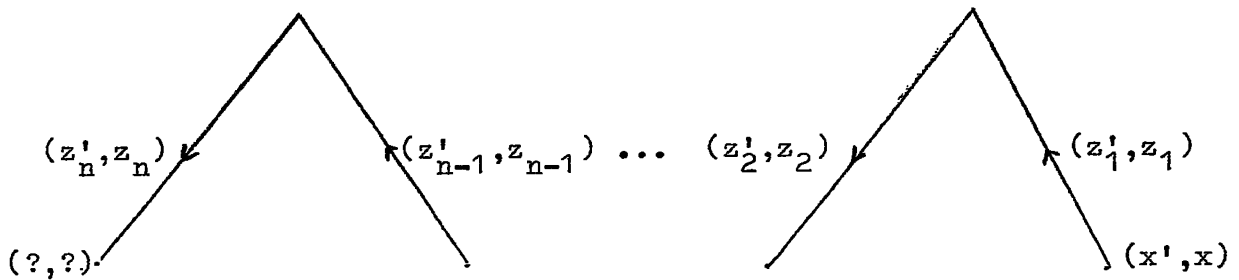 (z'ₙ,zₙ) (z'ₙ₋₁,zₙ₋₁) ... (z'₂,z₂) (z'₁,z₁)
(?,?) (x',x)